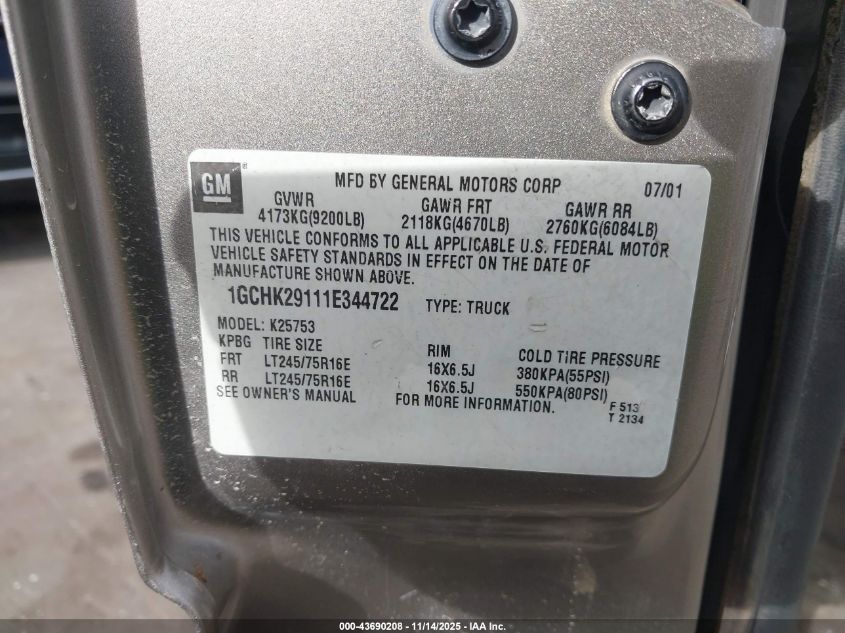 GM ® MFD BY GENERAL MOTORS CORP 07/01
GVWR GAWR FRT GAWR RR
4173KG(9200LB) 2118KG(4670LB) 2760KG(6084LB)
THIS VEHICLE CONFORMS TO ALL APPLICABLE U.S. FEDERAL MOTOR
VEHICLE SAFETY STANDARDS IN EFFECT ON THE DATE OF
MANUFACTURE SHOWN ABOVE.
1GCHK29111E344722 TYPE: TRUCK
MODEL: K25753
KPBG TIRE SIZE RIM COLD TIRE PRESSURE
FRT LT245/75R16E 16X6.5J 380KPA(55PSI)
RR LT245/75R16E 16X6.5J 550KPA(80PSI)
SEE OWNER'S MANUAL FOR MORE INFORMATION.
F 513
T 2134
000-43690208 - 11/14/2025 - IAA Inc.